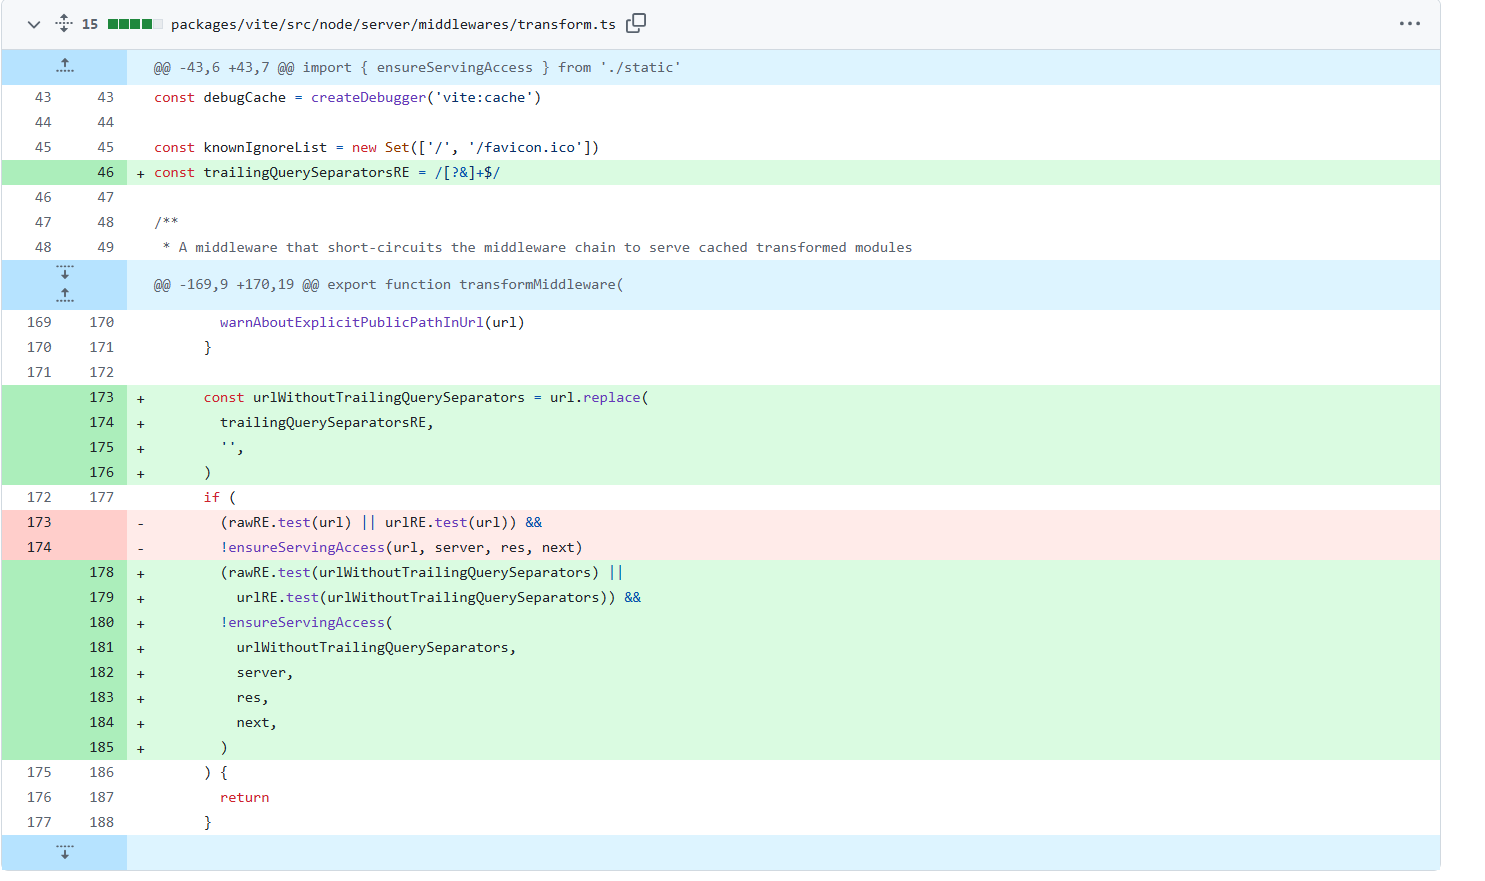 15 packages/vite/src/node/server/middlewares/transform.ts
@@ -43,6 +43,7 @@ import { ensureServingAccess } from './static'
43 43 const debugCache = createDebugger('vite:cache')
44 44
45 45 const knownIgnoreList = new Set(['/', '/favicon.ico'])
46 + const trailingQuerySeparatorsRE = /[?&]+$/
46 47
47 48 /**
48 49 * A middleware that short-circuits the middleware chain to serve cached transformed modules
@@ -169,9 +170,19 @@ export function transformMiddleware(
169 170 warnAboutExplicitPublicPathInUrl(url)
170 171 }
171 172
173 + const urlWithoutTrailingQuerySeparators = url.replace(
174 + trailingQuerySeparatorsRE,
175 + '',
176 + )
172 177 if (
173 - (rawRE.test(url) || urlRE.test(url)) &&
174 - !ensureServingAccess(url, server, res, next)
178 + (rawRE.test(urlWithoutTrailingQuerySeparators) ||
179 + urlRE.test(urlWithoutTrailingQuerySeparators)) &&
180 + !ensureServingAccess(
181 + urlWithoutTrailingQuerySeparators,
182 + server,
183 + res,
184 + next,
185 + )
175 186 ) {
176 187 return
177 188 }